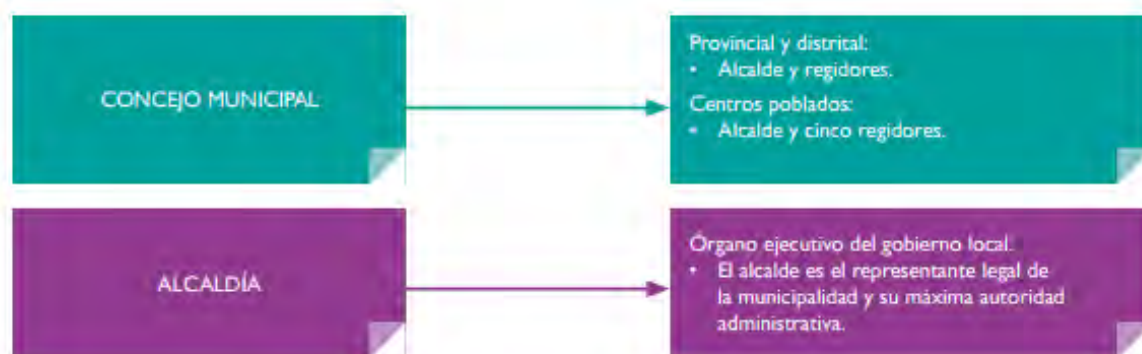 CONCEJO MUNICIPAL
Provincial y distrital:
• Alcalde y regidores.
Centros poblados:
• Alcalde y cinco regidores.
ALCALDÍA
Órgano ejecutivo del gobierno local.
• El alcalde es el representante legal de
la municipalidad y su máxima autoridad
administrativa.